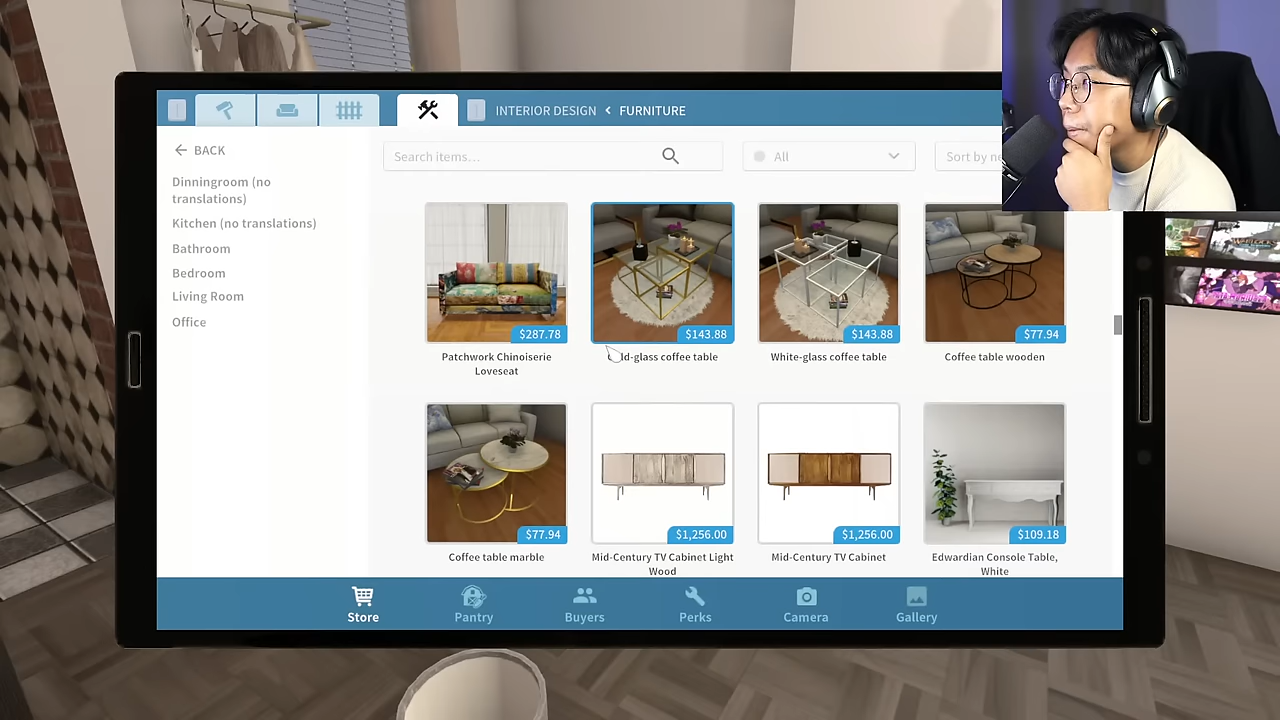 INTERIOR DESIGN < FURNITURE
BACK
Dinningroom (no
translations)
Kitchen (no translations)
Bathroom
Bedroom
Living Room
Office
Search items...
All
Sort by
$287.78
$143.88
$143.88
$77.94
Patchwork Chinoiserie
Loveseat
coffee table
White-glass coffee table
Coffee table wooden
$77.94
$1,256.00
$1,256.00
$109.18
Coffee table marble
Mid-Century TV Cabinet Light
Wood
Mid-Century TV Cabinet
Edwardian Console Table,
White
Store
Pantry
Buyers
Perks
Camera
Gallery